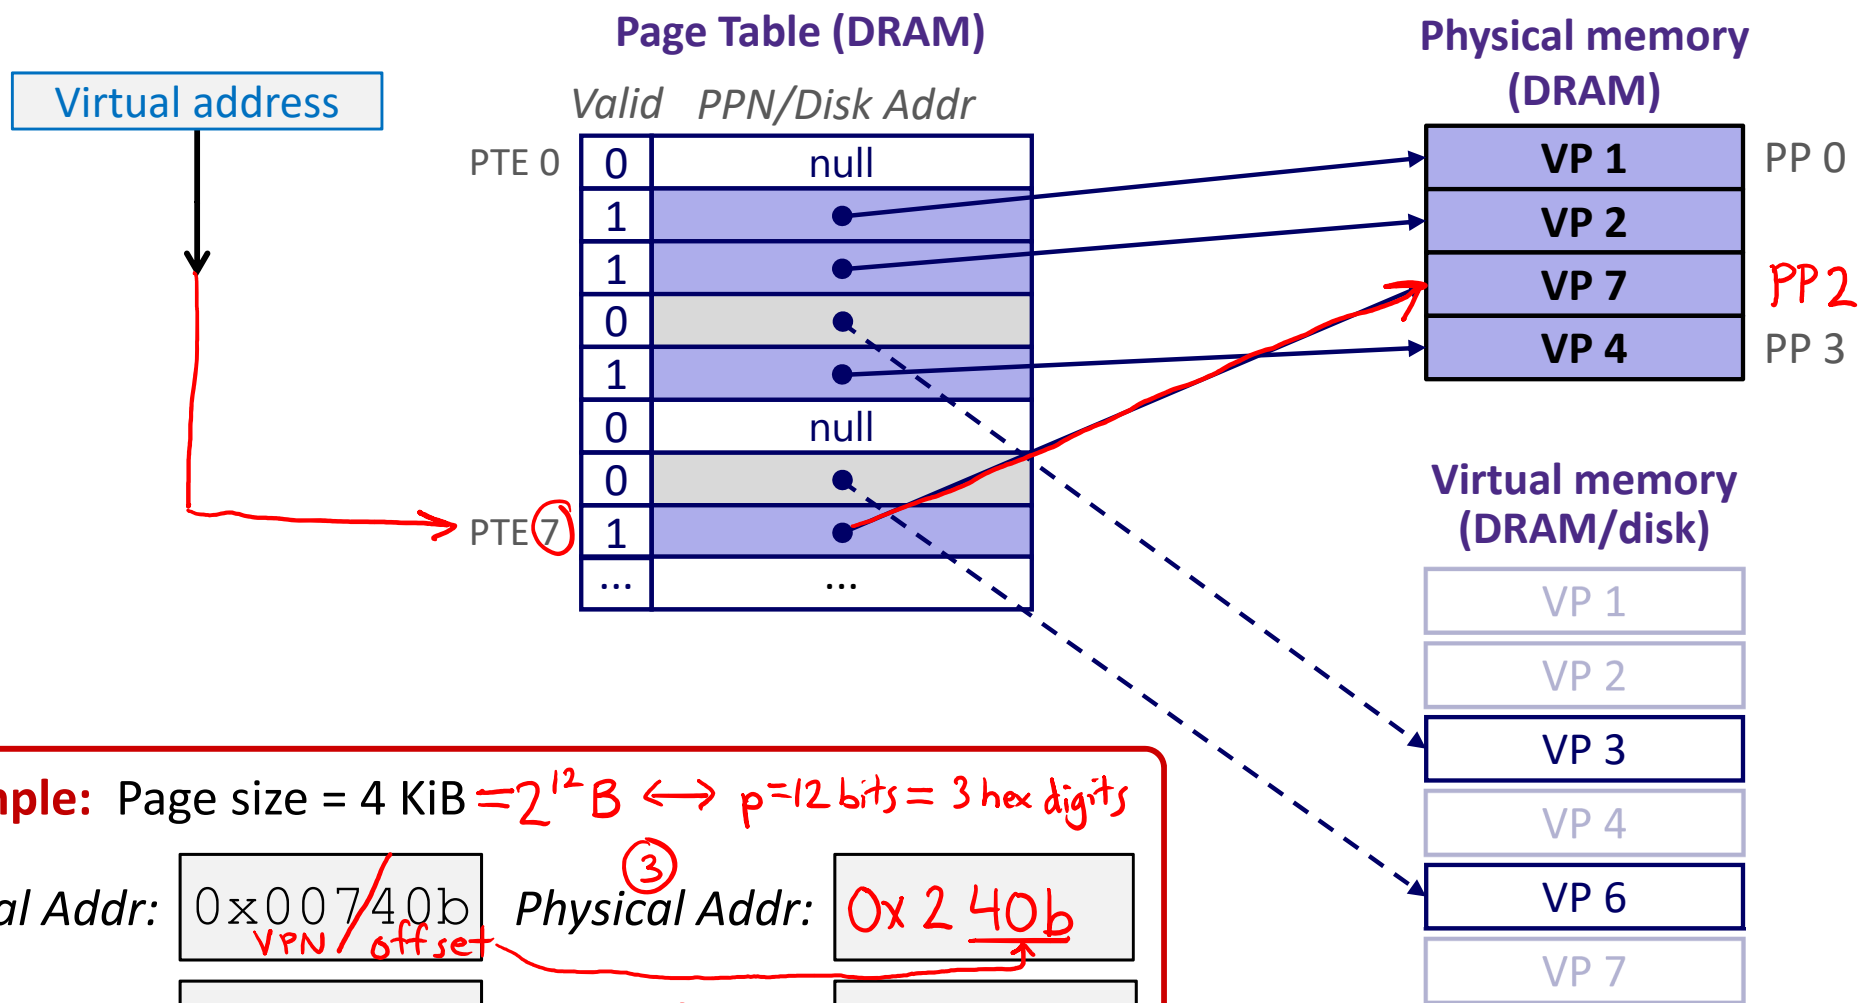 Page Table (DRAM)
Physical memory
(DRAM)
Virtual address
Valid PPN/Disk Addr
PTE 0 0 null
1
1
0
1
0 null
0
PTE 7 1
... ...
VP 1 PP 0
VP 2
VP 7 PP2
VP 4 PP 3
Virtual memory
(DRAM/disk)
VP 1
VP 2
VP 3
VP 4
VP 6
VP 7
mple: Page size = 4 KiB =2^12 B ⟷ p=12 bits = 3 hex digits
al Addr: 0x00740b
VPN / offset
3
Physical Addr: 0x 2 40b